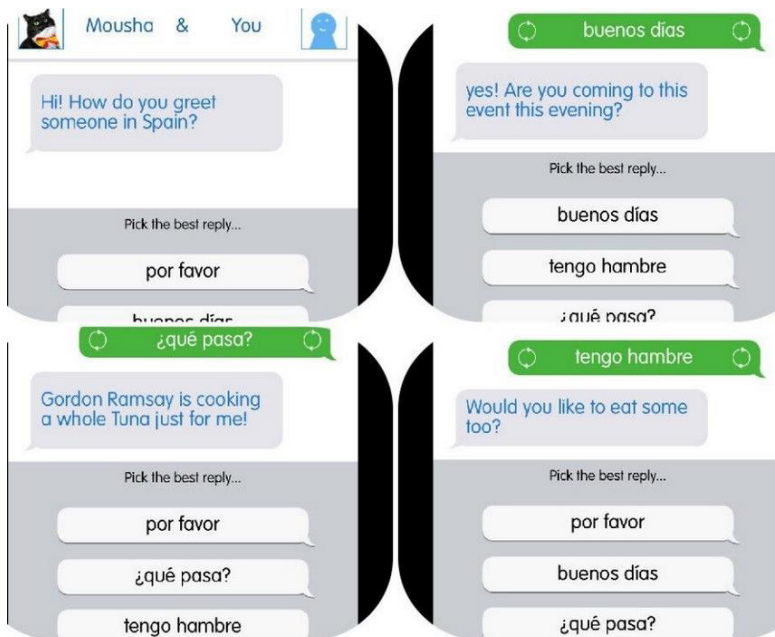 Mousha & You
Hi! How do you greet
someone in Spain?
Pick the best reply...
por favor
buenos días
buenos días
yes! Are you coming to this
event this evening?
Pick the best reply...
buenos días
tengo hambre
¿qué pasa?
¿qué pasa?
Gordon Ramsay is cooking
a whole Tuna just for me!
Pick the best reply...
por favor
¿qué pasa?
tengo hambre
tengo hambre
Would you like to eat some
too?
Pick the best reply...
por favor
buenos días
¿qué pasa?